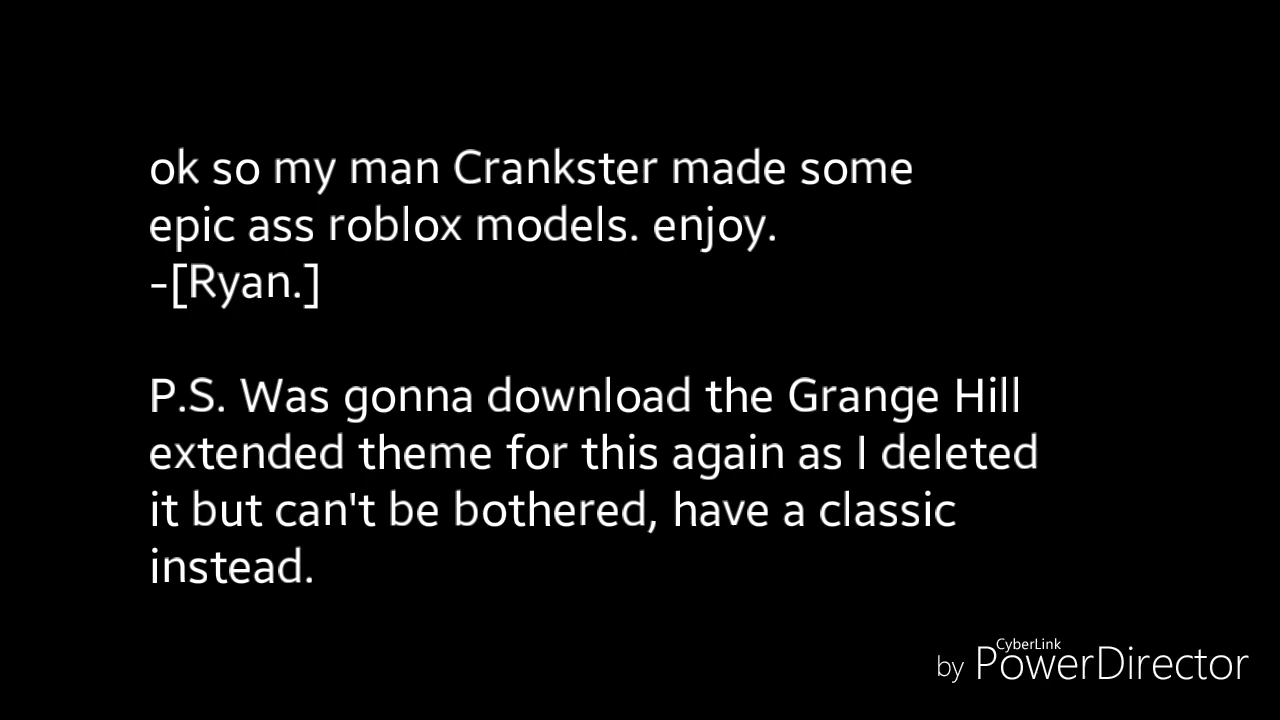 ok so my man Crankster made some
epic ass roblox models. enjoy.
-[Ryan.]
P.S. Was gonna download the Grange Hill
extended theme for this again as I deleted
it but can't be bothered, have a classic
instead.
CyberLink
by PowerDirector